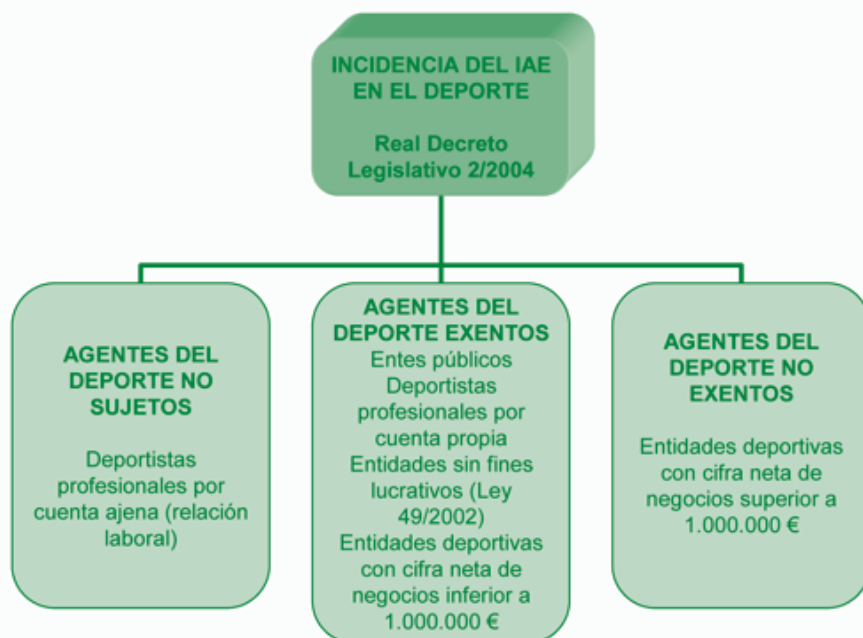 INCIDENCIA DEL IAE
EN EL DEPORTE
Real Decreto
Legislativo 2/2004
AGENTES DEL
DEPORTE NO
SUJETOS
Deportistas
profesionales por
cuenta ajena (relación
laboral)
AGENTES DEL
DEPORTE EXENTOS
Entes públicos
Deportistas
profesionales por
cuenta propia
Entidades sin fines
lucrativos (Ley
49/2002)
Entidades deportivas
con cifra neta de
negocios inferior a
1.000.000 €
AGENTES DEL
DEPORTE NO
EXENTOS
Entidades deportivas
con cifra neta de
negocios superior a
1.000.000 €